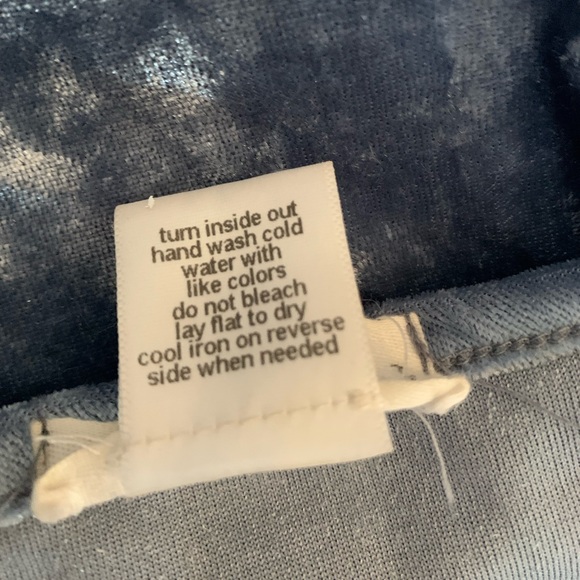 turn inside out
hand wash cold
water with
like colors
do not bleach
lay flat to dry
cool iron on reverse
side when needed